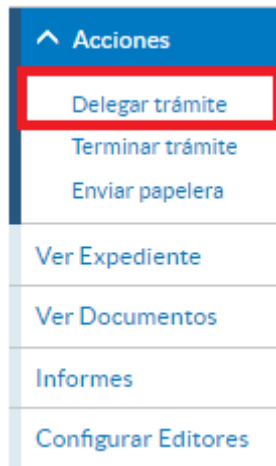 Acciones
Delegar trámite
Terminar trámite
Enviar papelera
Ver Expediente
Ver Documentos
Informes
Configurar Editores